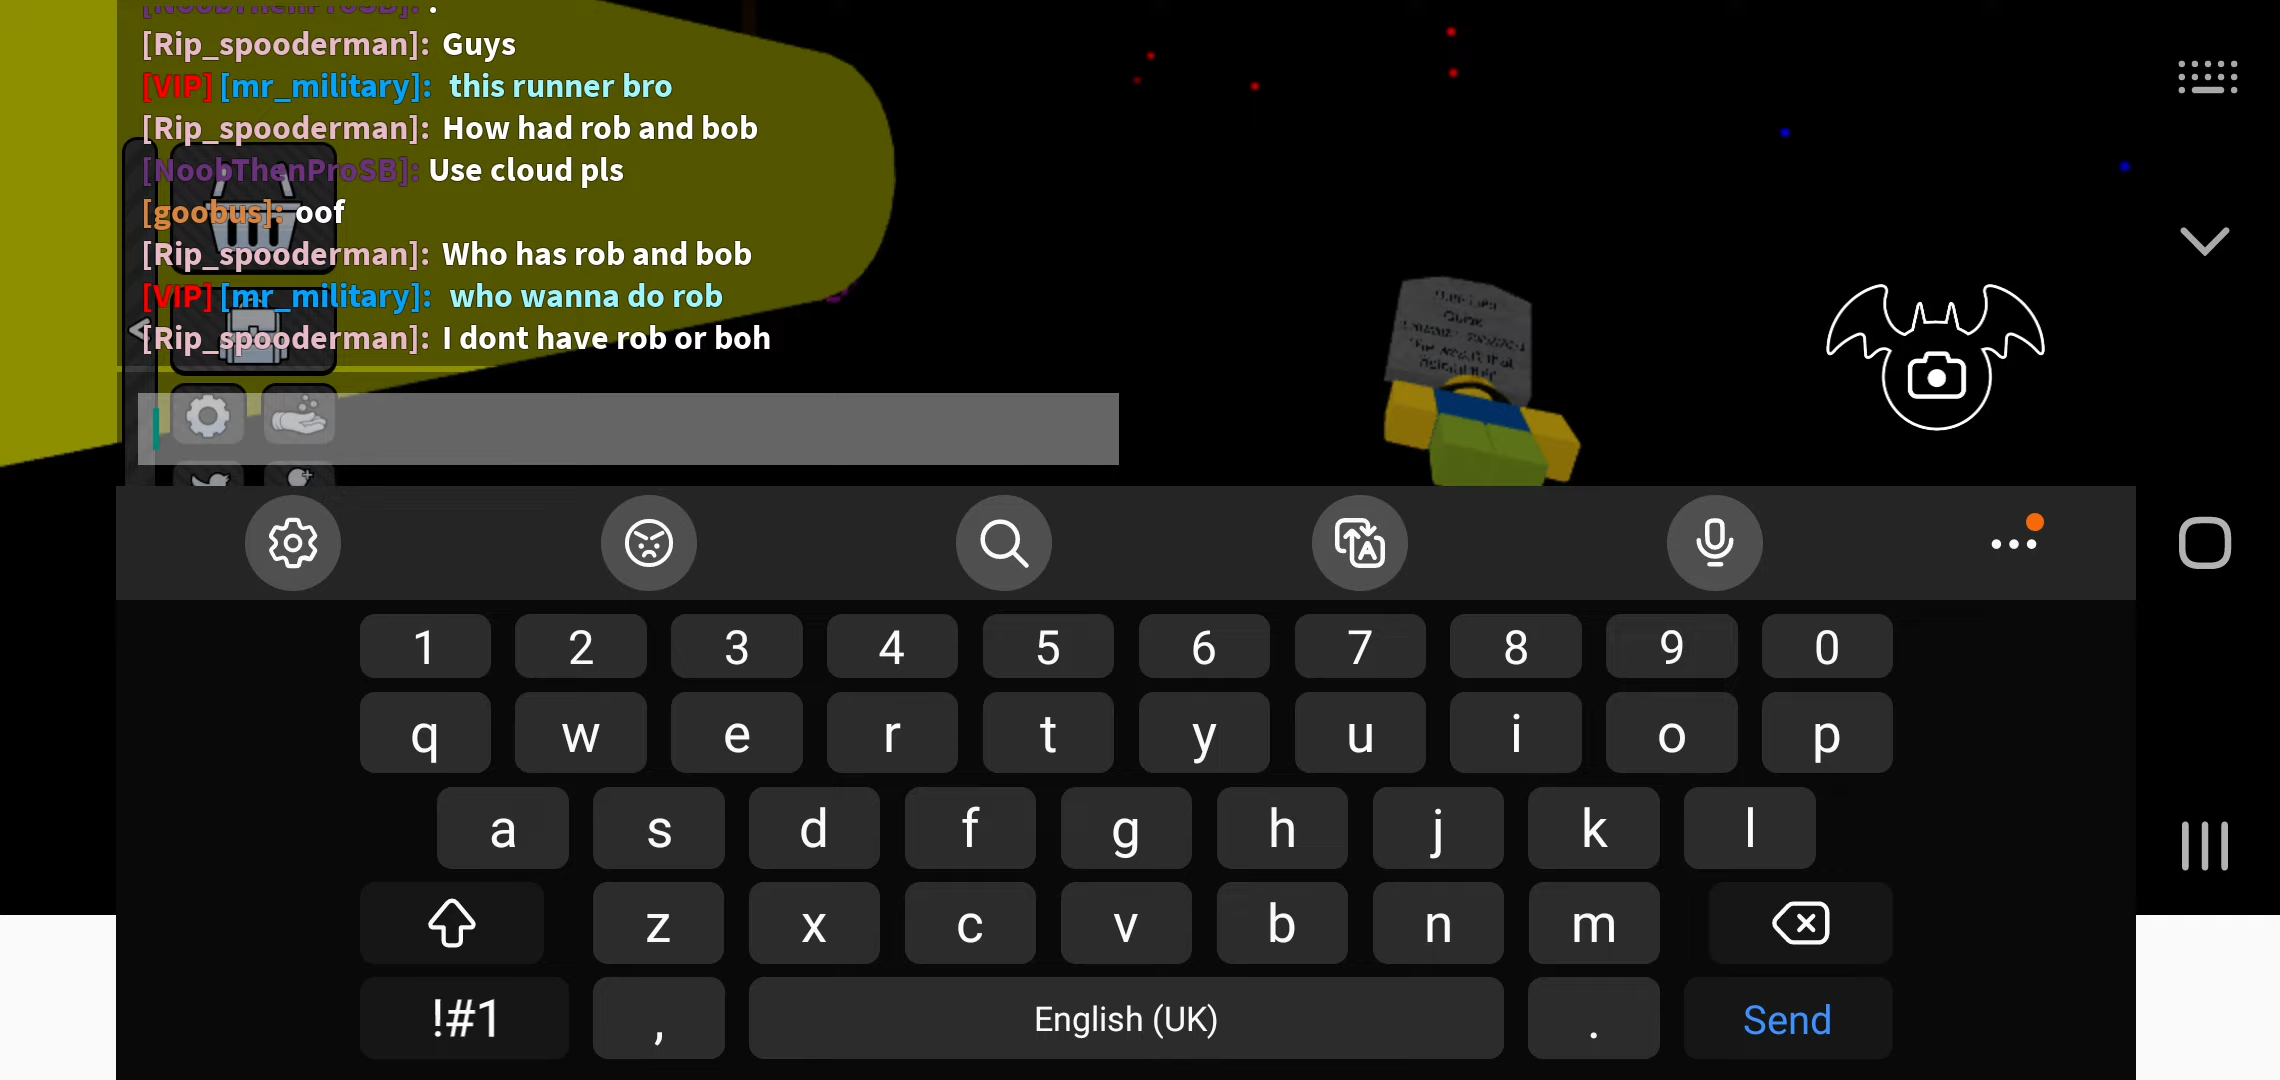 [NoobThenProSB]: .
[Rip_spooderman]: Guys
[VIP] [mr_military]: this runner bro
[Rip_spooderman]: How had rob and bob
[NoobThenProSB]: Use cloud pls
[goobus]: oof
[Rip_spooderman]: Who has rob and bob
[VIP] [mr_military]: who wanna do rob
[Rip_spooderman]: I dont have rob or boh
1 2 3 4 5 6 7 8 9 0
q w e r t y u i o p
a s d f g h j k l
z x c v b n m
!#1 , English (UK) . Send